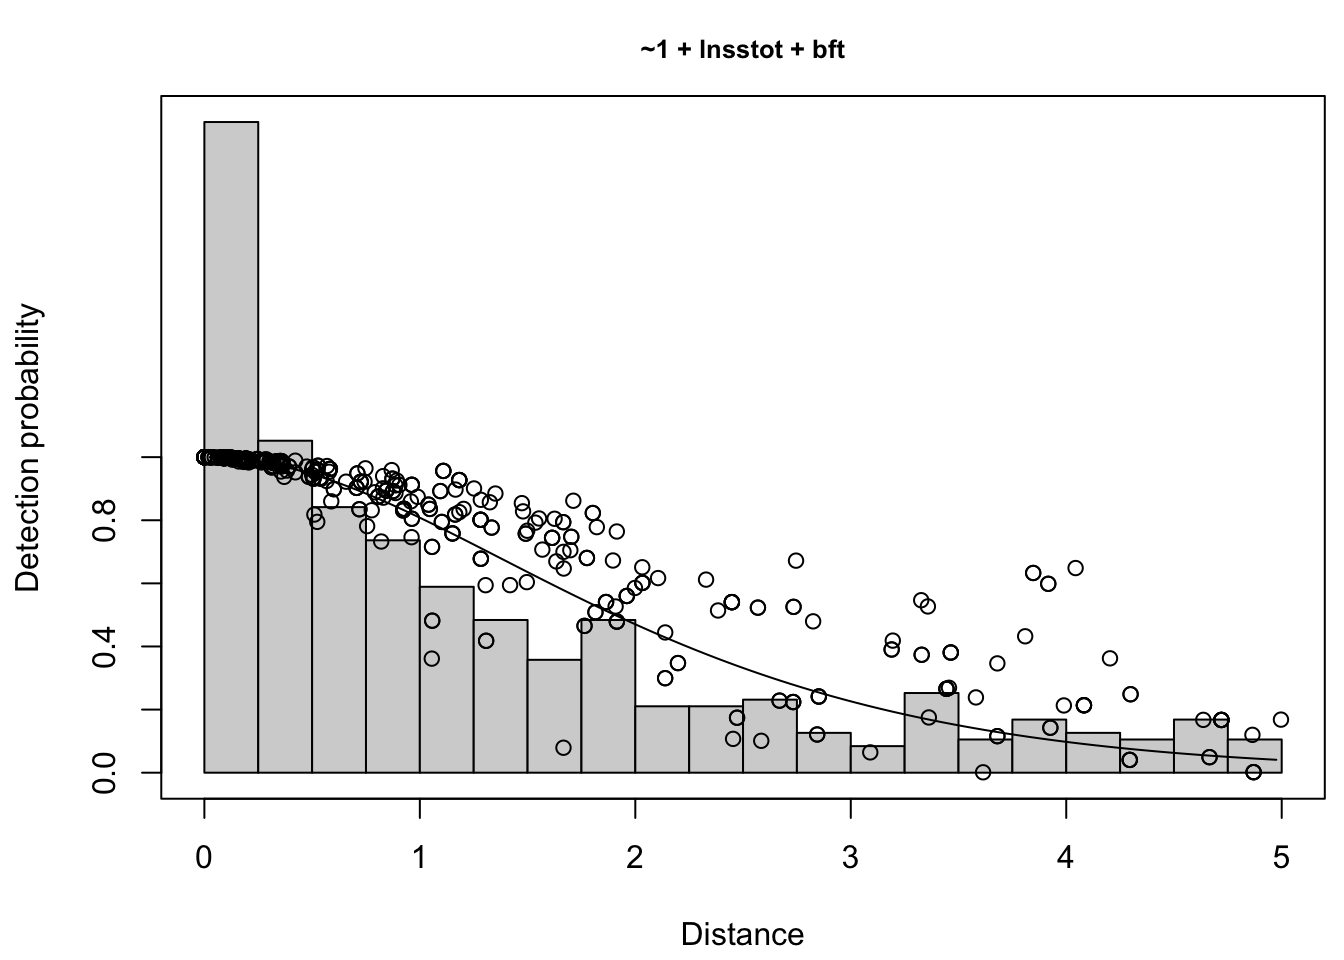 ~1 + lnsstot + bft
Detection probability
0.8
0.4
0.0
0 1 2 3 4 5
Distance